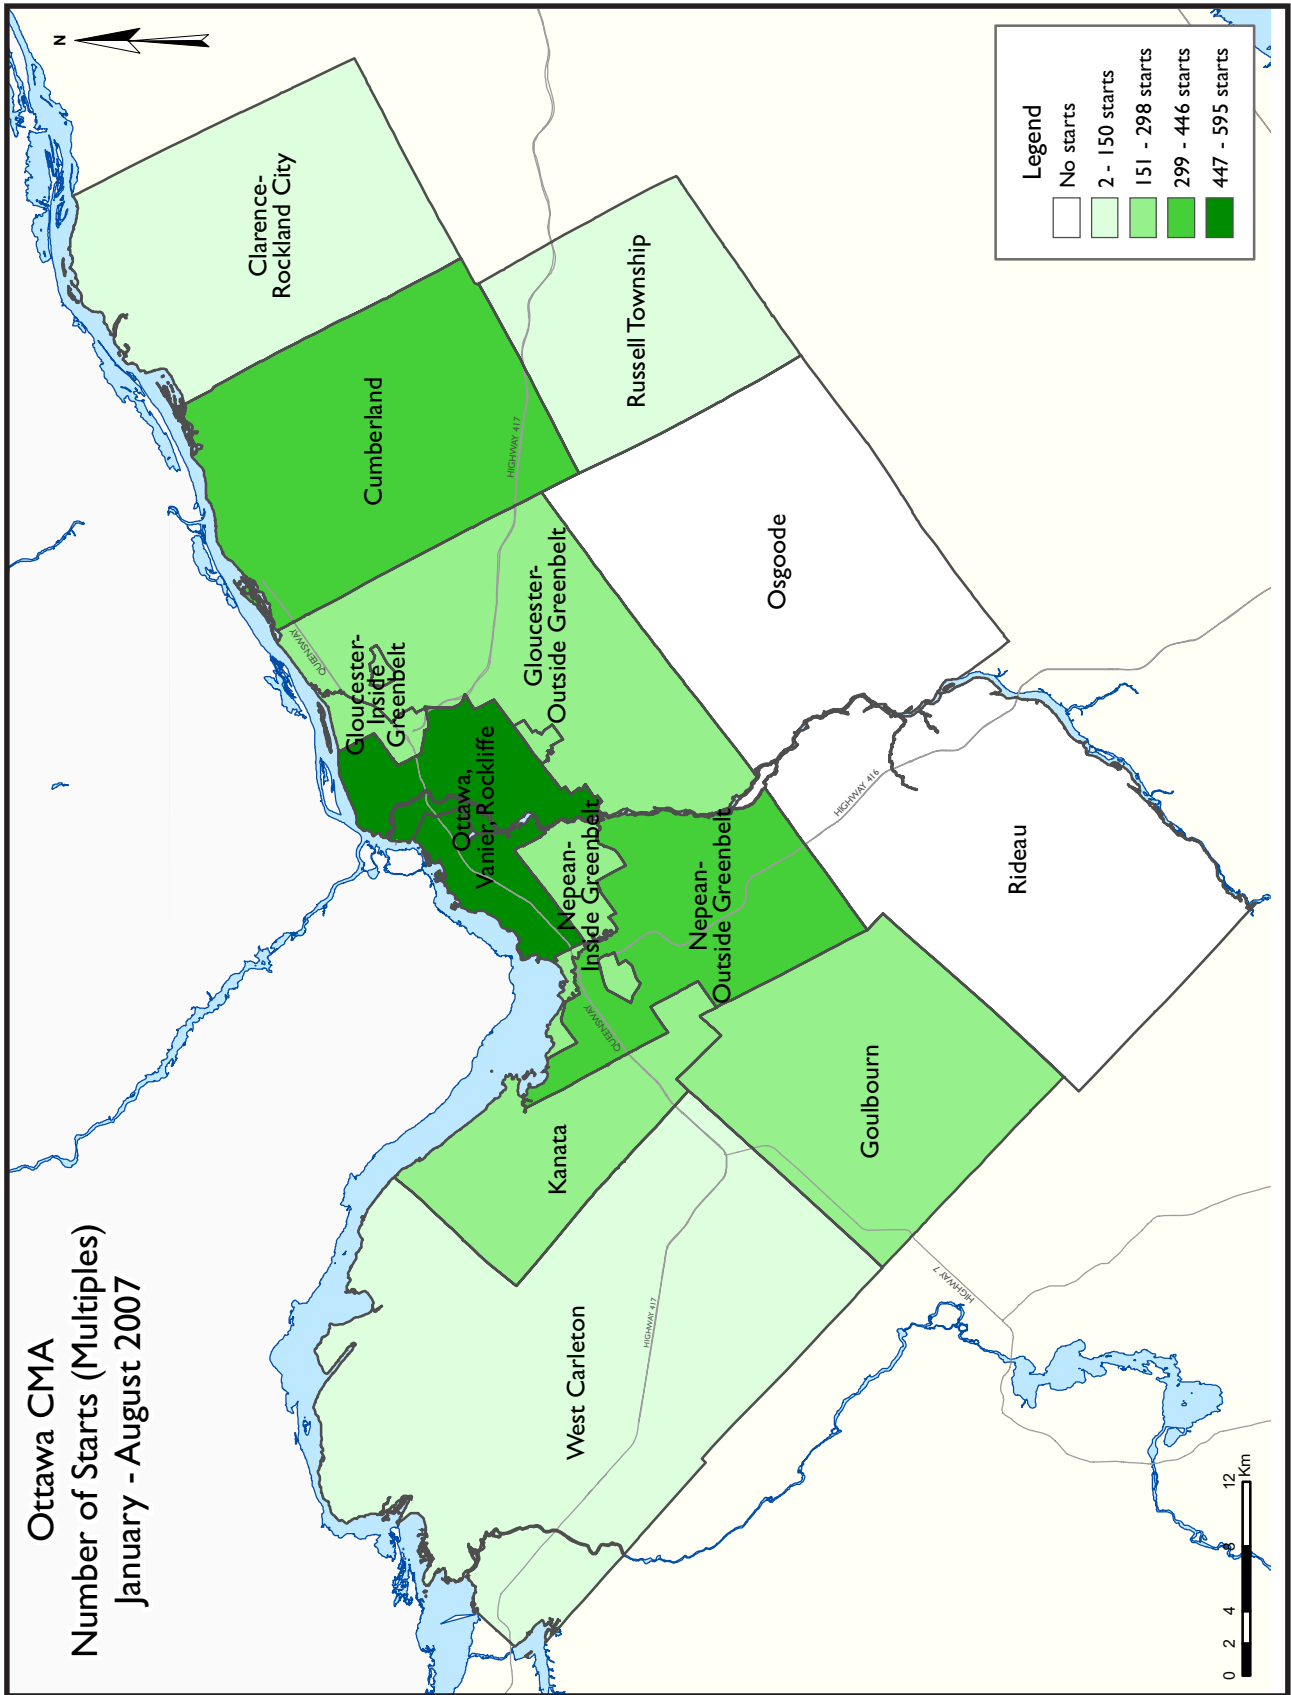 Ottawa CMA
Number of Starts (Multiples)
January - August 2007
N
Clarence-
Rockland City
Cumberland
Russell Township
HIGHWAY 417
QUEENSWAY
Gloucester-
Inside
Greenbelt
Gloucester-
Outside Greenbelt
Osgoode
Ottawa,
Vanier, Rockliffe
Nepean-
Inside Greenbelt
Nepean-
Outside Greenbelt
HIGHWAY 416
Rideau
QUEENSWAY
Kanata
Goulbourn
West Carleton
HIGHWAY 417
HIGHWAY 7
Legend
No starts
2 - 150 starts
151 - 298 starts
299 - 446 starts
447 - 595 starts
0 2 4 8 12
Km